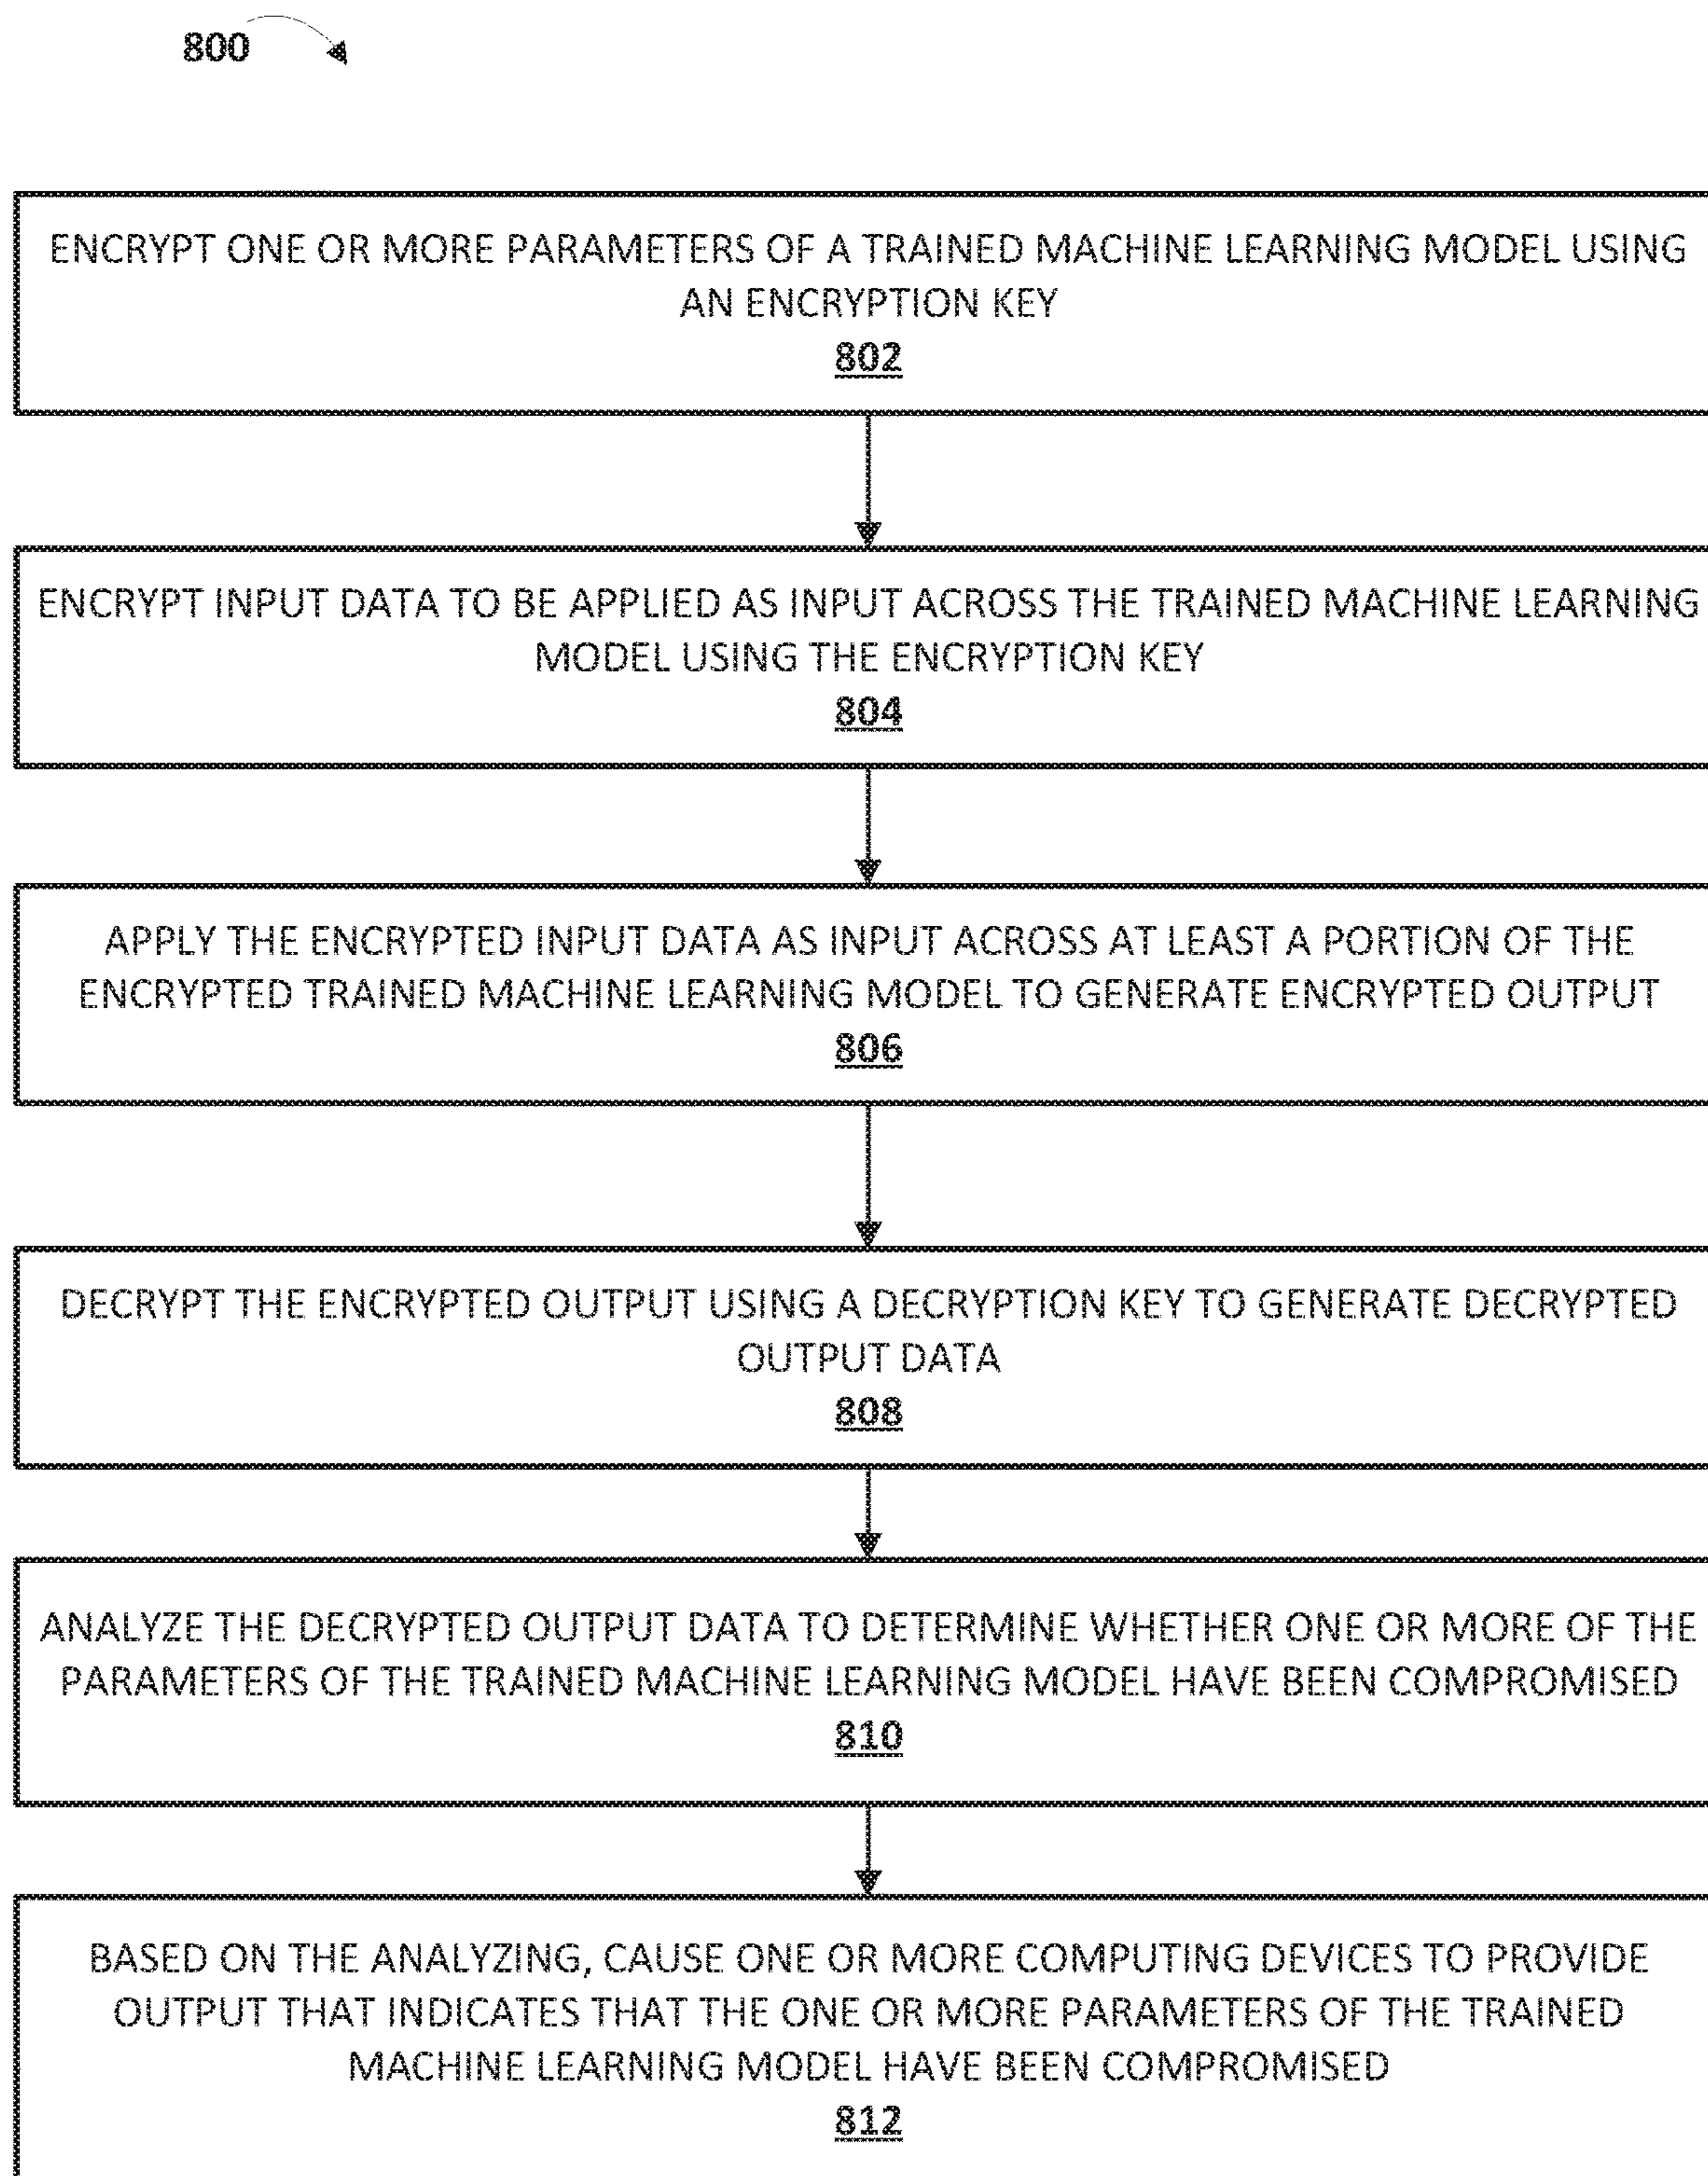 800
ENCRYPT ONE OR MORE PARAMETERS OF A TRAINED MACHINE LEARNING MODEL USING
AN ENCRYPTION KEY
802
ENCRYPT INPUT DATA TO BE APPLIED AS INPUT ACROSS THE TRAINED MACHINE LEARNING
MODEL USING THE ENCRYPTION KEY
804
APPLY THE ENCRYPTED INPUT DATA AS INPUT ACROSS AT LEAST A PORTION OF THE
ENCRYPTED TRAINED MACHINE LEARNING MODEL TO GENERATE ENCRYPTED OUTPUT
806
DECRYPT THE ENCRYPTED OUTPUT USING A DECRYPTION KEY TO GENERATE DECRYPTED
OUTPUT DATA
808
ANALYZE THE DECRYPTED OUTPUT DATA TO DETERMINE WHETHER ONE OR MORE OF THE
PARAMETERS OF THE TRAINED MACHINE LEARNING MODEL HAVE BEEN COMPROMISED
810
BASED ON THE ANALYZING, CAUSE ONE OR MORE COMPUTING DEVICES TO PROVIDE
OUTPUT THAT INDICATES THAT THE ONE OR MORE PARAMETERS OF THE TRAINED
MACHINE LEARNING MODEL HAVE BEEN COMPROMISED
812